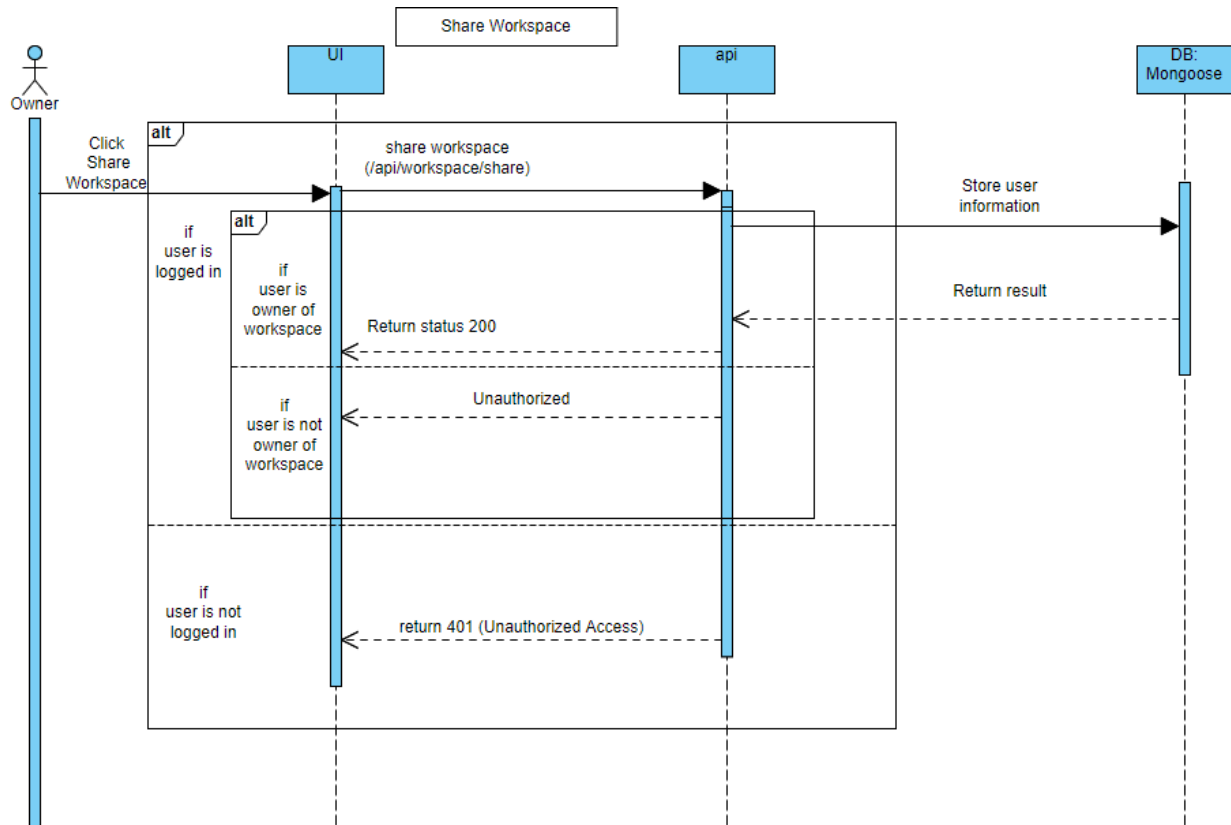 Share Workspace
UI
api
DB:
Mongoose
Owner
alt
Click
Share
Workspace
share workspace
(/api/workspace/share)
Store user
information
alt
if
user is
logged in
if
user is
owner of
workspace
Return result
Return status 200
Unauthorized
if
user is not
owner of
workspace
if
user is not
logged in
return 401 (Unauthorized Access)